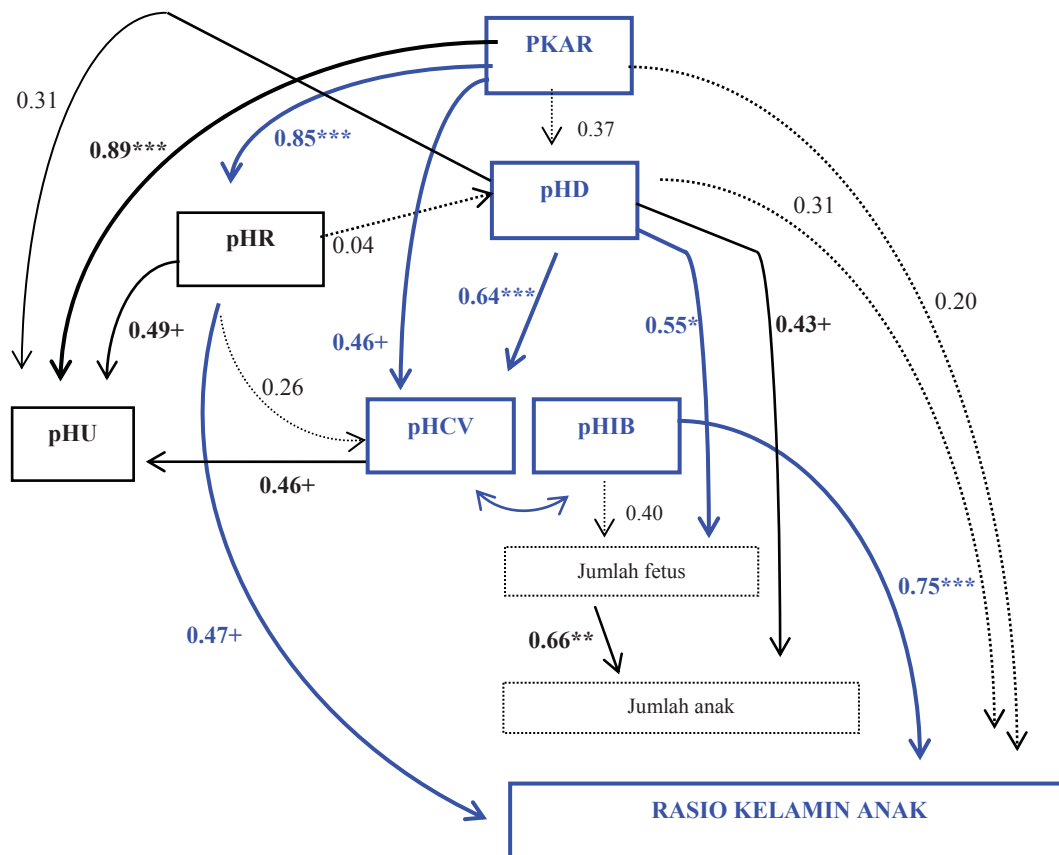 PKAR
0.31
0.37
0.89***
0.85***
pHD
0.31
pHR
0.04
0.20
0.64***
0.49+
0.46+
0.55*
0.43+
0.26
pHU
pHCV
pHIB
0.46+
0.40
Jumlah fetus
0.75***
0.47+
0.66**
Jumlah anak
RASIO KELAMIN ANAK